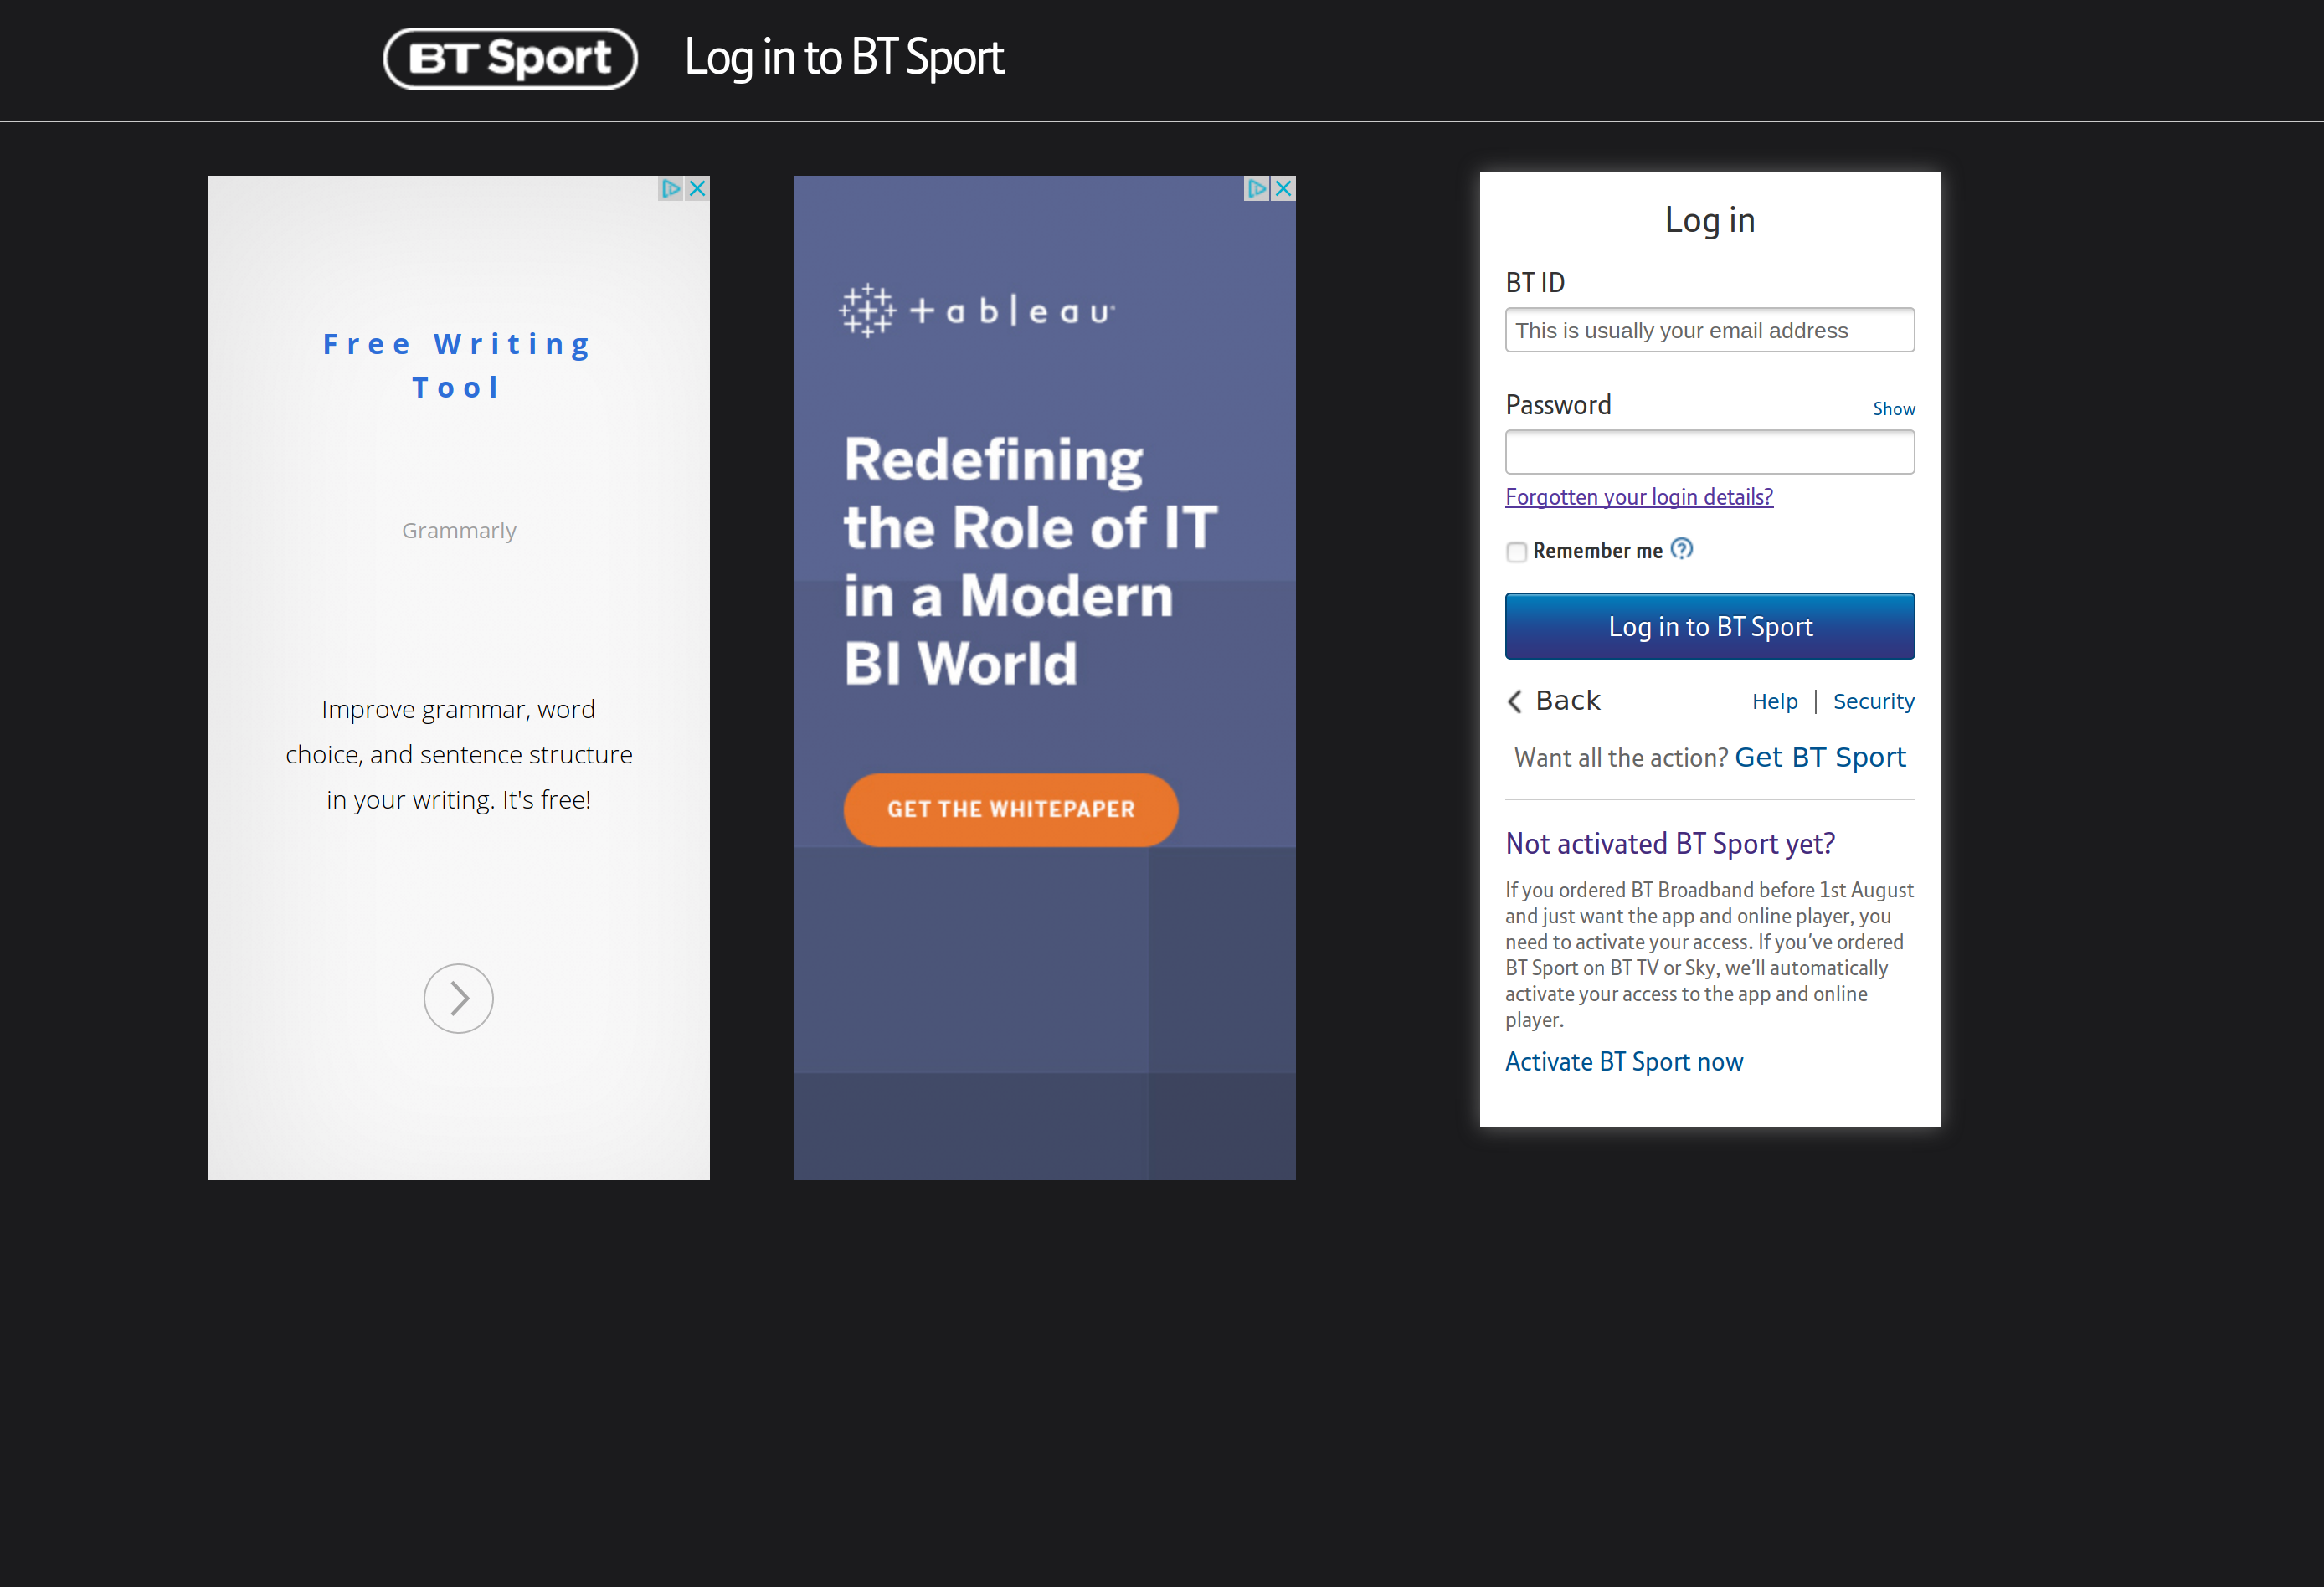 BT Sport
Log in to BT Sport
Free Writing
Tool
Grammarly
Improve grammar, word
choice, and sentence structure
in your writing. It's free!
+ableau
Redefining
the Role of IT
in a Modern
BI World
GET THE WHITEPAPER
Log in
BT ID
This is usually your email address
Password Show
Forgotten your login details?
Remember me
Log in to BT Sport
Back Help | Security
Want all the action? Get BT Sport
Not activated BT Sport yet?
If you ordered BT Broadband before 1st August
and just want the app and online player, you
need to activate your access. If you've ordered
BT Sport on BT TV or Sky, we'll automatically
activate your access to the app and online
player.
Activate BT Sport now